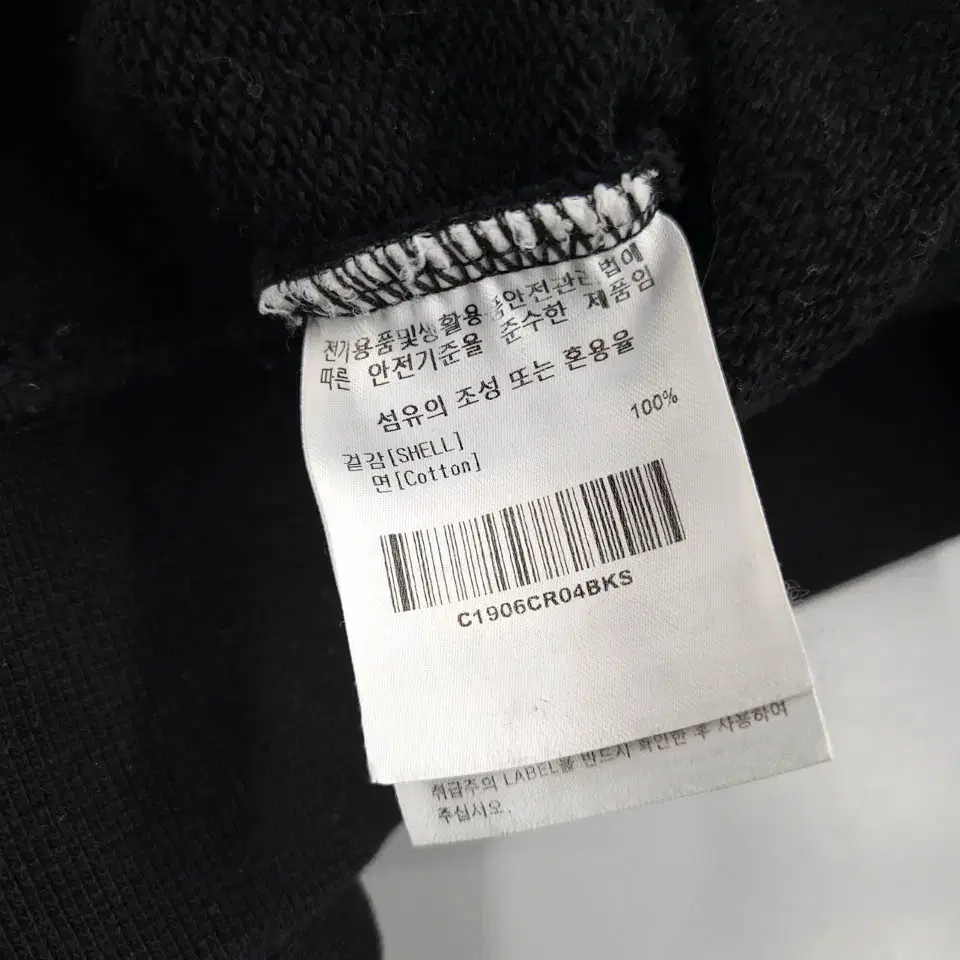 전기용품및생활용품안전관리법에
따른 안전기준을 준수한 제품임
섬유의 조성 또는 혼용율
겉감[SHELL]
면[Cotton] 100%
C1906CR04BKS
취급주의 LABEL를 반드시 확인한 후 사용하여
주십시오.